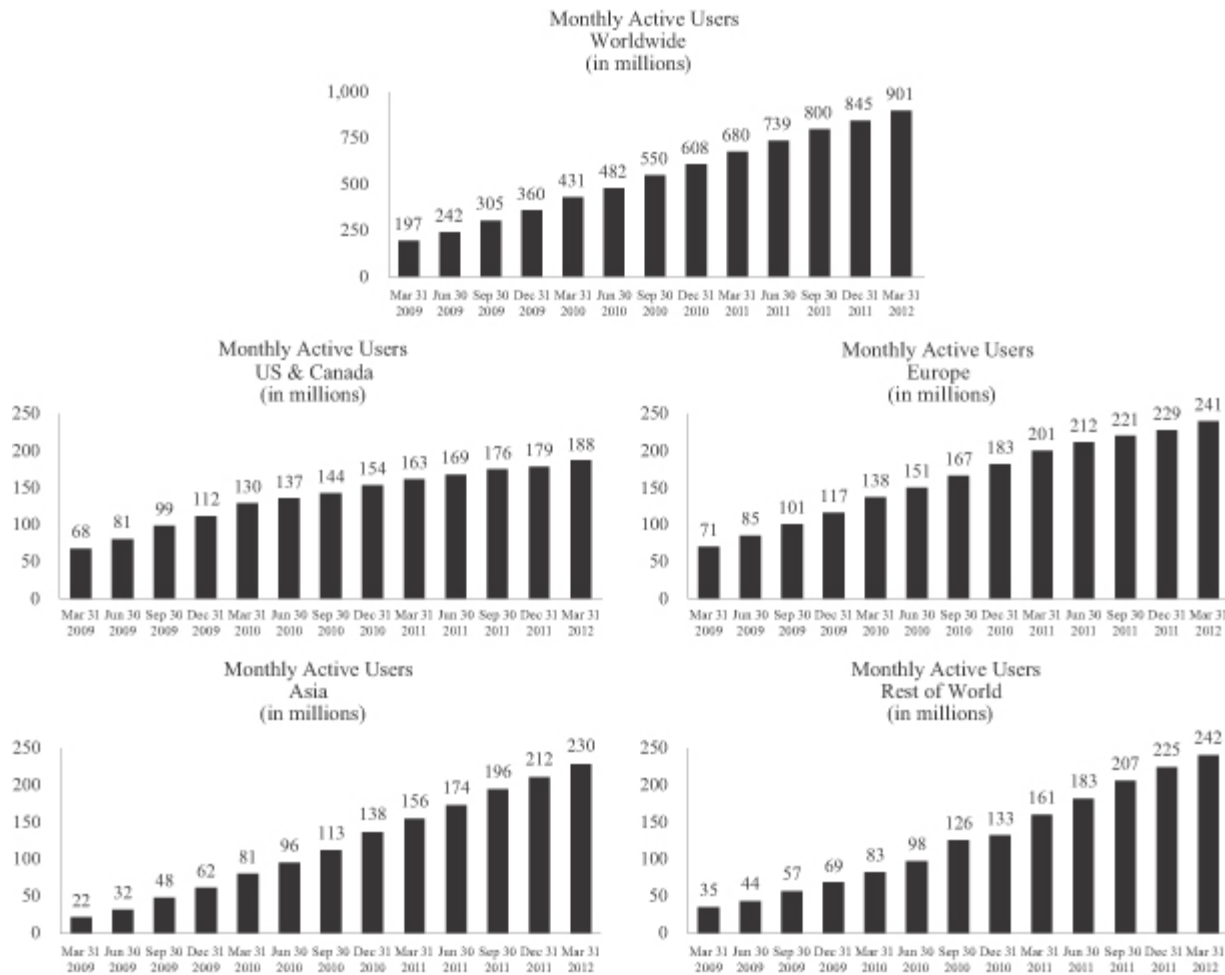 Monthly Active Users
Worldwide
(in millions)
1,000
750
500
250
0
197 242 305 360 431 482 550 608 680 739 800 845 901
Mar 31 Jun 30 Sep 30 Dec 31 Mar 31 Jun 30 Sep 30 Dec 31 Mar 31 Jun 30 Sep 30 Dec 31 Mar 31
2009 2009 2009 2009 2010 2010 2010 2010 2011 2011 2011 2011 2012
Monthly Active Users
US & Canada
(in millions)
250
200
150
100
50
0
68 81 99 112 130 137 144 154 163 169 176 179 188
Mar 31 Jun 30 Sep 30 Dec 31 Mar 31 Jun 30 Sep 30 Dec 31 Mar 31 Jun 30 Sep 30 Dec 31 Mar 31
2009 2009 2009 2009 2010 2010 2010 2010 2011 2011 2011 2011 2012
Monthly Active Users
Europe
(in millions)
250
200
150
100
50
0
71 85 101 117 138 151 167 183 201 212 221 229 241
Mar 31 Jun 30 Sep 30 Dec 31 Mar 31 Jun 30 Sep 30 Dec 31 Mar 31 Jun 30 Sep 30 Dec 31 Mar 31
2009 2009 2009 2009 2010 2010 2010 2010 2011 2011 2011 2011 2012
Monthly Active Users
Asia
(in millions)
250
200
150
100
50
0
22 32 48 62 81 96 113 138 156 174 196 212 230
Mar 31 Jun 30 Sep 30 Dec 31 Mar 31 Jun 30 Sep 30 Dec 31 Mar 31 Jun 30 Sep 30 Dec 31 Mar 31
2009 2009 2009 2009 2010 2010 2010 2010 2011 2011 2011 2011 2012
Monthly Active Users
Rest of World
(in millions)
250
200
150
100
50
0
35 44 57 69 83 98 126 133 161 183 207 225 242
Mar 31 Jun 30 Sep 30 Dec 31 Mar 31 Jun 30 Sep 30 Dec 31 Mar 31 Jun 30 Sep 30 Dec 31 Mar 31
2009 2009 2009 2009 2010 2010 2010 2010 2011 2011 2011 2011 2012